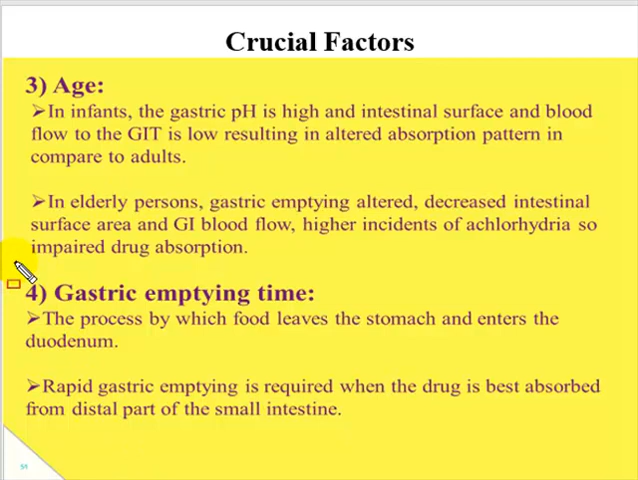 Crucial Factors
3) Age:
➢In infants, the gastric pH is high and intestinal surface and blood
flow to the GIT is low resulting in altered absorption pattern in
compare to adults.
➢In elderly persons, gastric emptying altered, decreased intestinal
surface area and GI blood flow, higher incidents of achlorhydria so
impaired drug absorption.
4) Gastric emptying time:
➢The process by which food leaves the stomach and enters the
duodenum.
➢Rapid gastric emptying is required when the drug is best absorbed
from distal part of the small intestine.